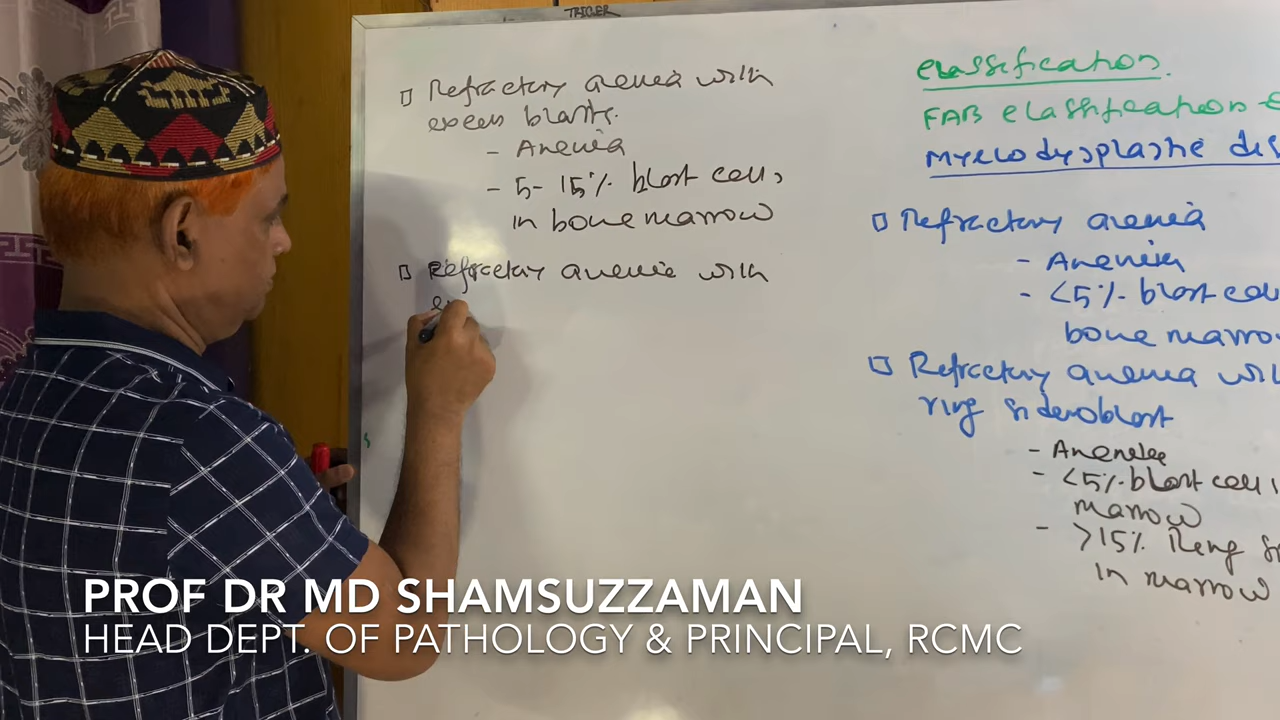 TRIGER
□ Refractory anemia with
excess blasts.
- Anemia
- 5-15% blast cells
in bone marrow
□ Refractory anemia with
classification.
FAB classification
Myelodysplastic
□ Refractory anemia
- Anemia
- <5% blast
bone
□ Refractory anemia
ring sideroblast
- Anemia
- <5% blast cell
marrow
- >15% Ring
in marrow
PROF DR MD SHAMSUZZAMAN
HEAD DEPT. OF PATHOLOGY & PRINCIPAL, RCMC